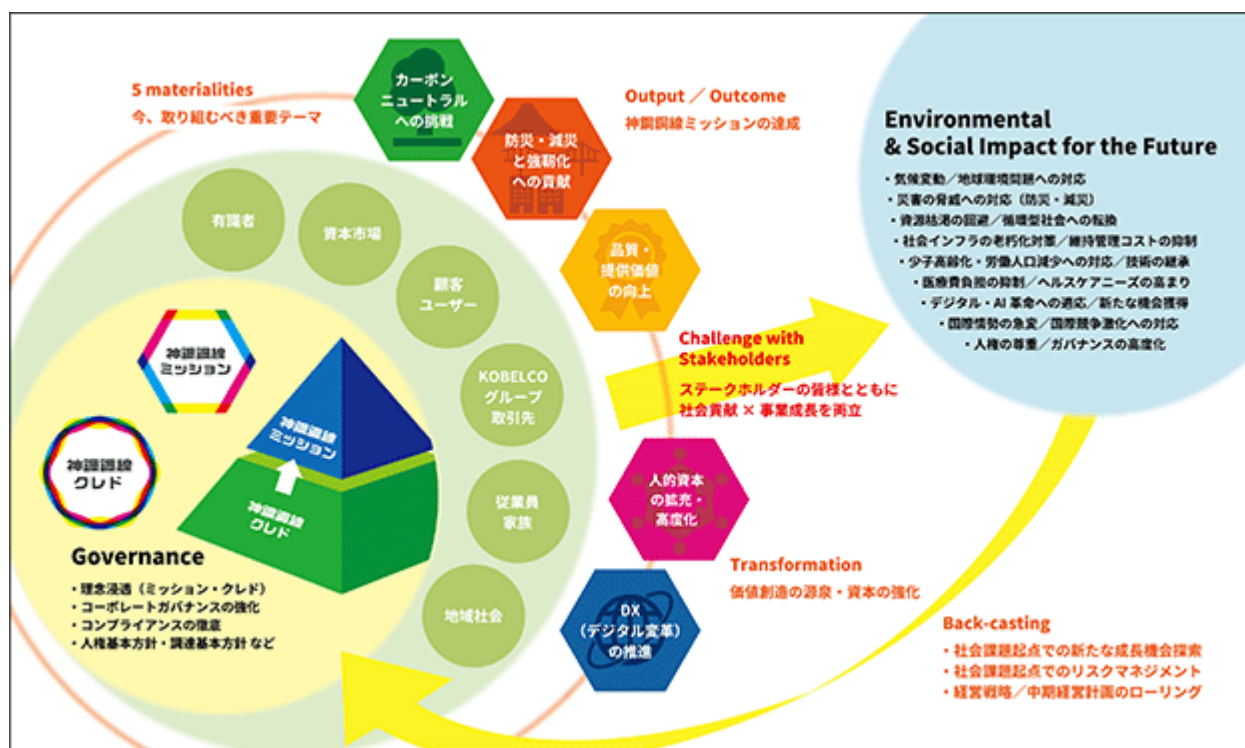 5 materialities
今、取り組むべき重要テーマ
カーボン
ニュートラル
への挑戦
防災・減災
と強靭化
への貢献
品質・
提供価値
の向上
Output ／ Outcome
神鋼鋼線ミッションの達成
Environmental
& Social Impact for the Future
・気候変動／地球環境問題への対応
・災害の脅威への対応（防災・減災）
・資源枯渇の回避／循環型社会への転換
・社会インフラの老朽化対策／維持管理コストの抑制
・少子高齢化・労働人口減少への対応／技術の継承
・医療費負担の抑制／ヘルスケアニーズの高まり
・デジタル・AI 革命への適応／新たな機会獲得
・国際情勢の急変／国際競争激化への対応
・人権の尊重／ガバナンスの高度化
有識者
資本市場
顧客
ユーザー
KOBELCO
グループ
取引先
従業員
家族
地域社会
神鋼鋼線
ミッション
神鋼鋼線
クレド
神鋼鋼線
ミッション
神鋼鋼線
クレド
Governance
・理念浸透（ミッション・クレド）
・コーポレートガバナンスの強化
・コンプライアンスの徹底
・人権基本方針・調達基本方針 など
Challenge with
Stakeholders
ステークホルダーの皆様とともに
社会貢献 × 事業成長を両立
人的資本
の拡充・
高度化
Transformation
価値創造の源泉・資本の強化
DX
（デジタル変革）
の推進
Back-casting
・社会課題起点での新たな成長機会探索
・社会課題起点でのリスクマネジメント
・経営戦略／中期経営計画のローリング